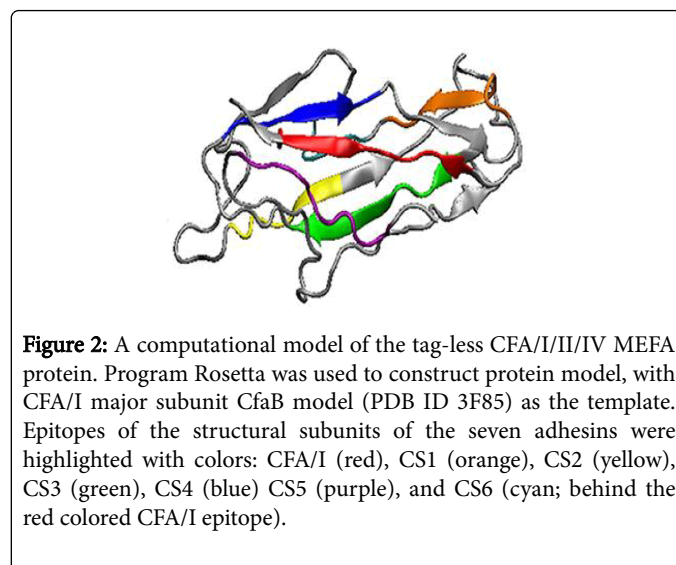 Figure 2: A computational model of the tag-less CFA/I/II/IV MEFA
protein. Program Rosetta was used to construct protein model, with
CFA/I major subunit CfaB model (PDB ID 3F85) as the template.
Epitopes of the structural subunits of the seven adhesins were
highlighted with colors: CFA/I (red), CS1 (orange), CS2 (yellow),
CS3 (green), CS4 (blue) CS5 (purple), and CS6 (cyan; behind the
red colored CFA/I epitope).